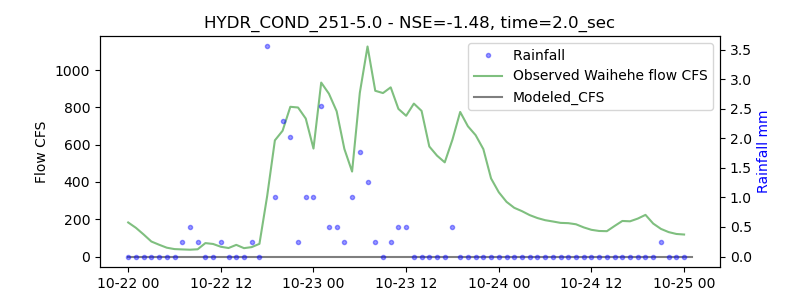 HYDR_COND_251-5.0 - NSE=-1.48, time=2.0_sec
Rainfall
Observed Waihehe flow CFS
Modeled_CFS
Flow CFS
1000
800
600
400
200
0
3.5
3.0
2.5
2.0
1.5
1.0
0.5
0.0
Rainfall mm
10-22 00 10-22 12 10-23 00 10-23 12 10-24 00 10-24 12 10-25 00